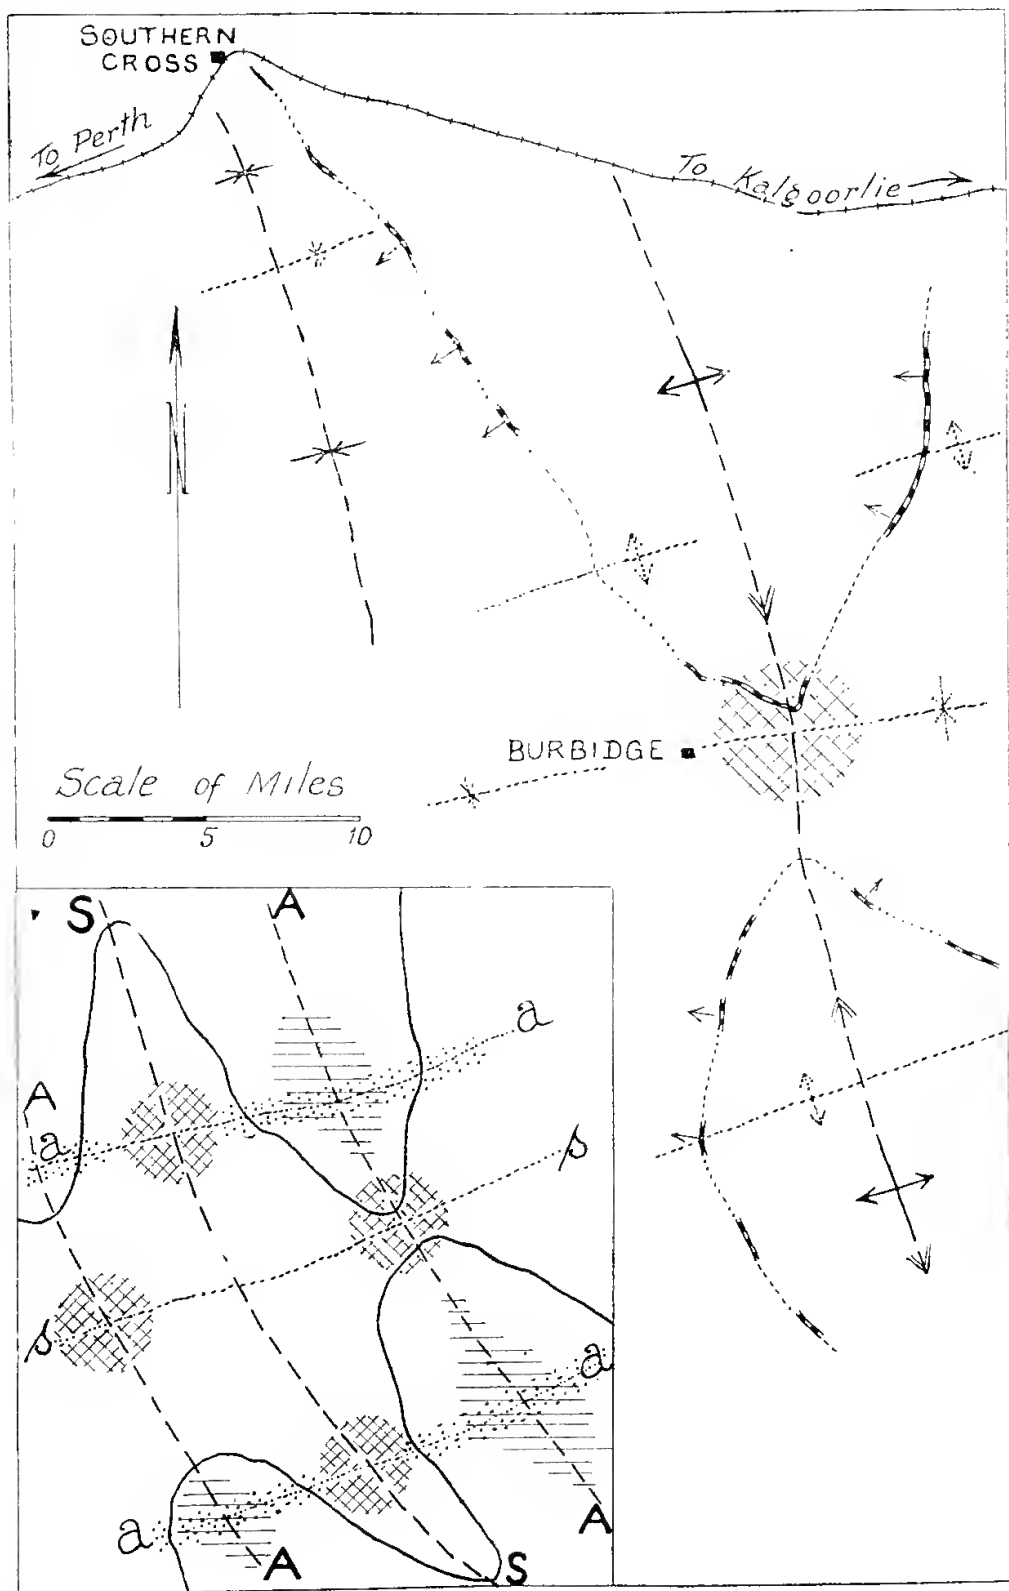 SOUTHERN
CROSS
To Perth
To Kalgoorlie
N
BURBIDGE
Scale of Miles
0 5 10
S
A
a
A
a
s
s
a
a
A
A
S